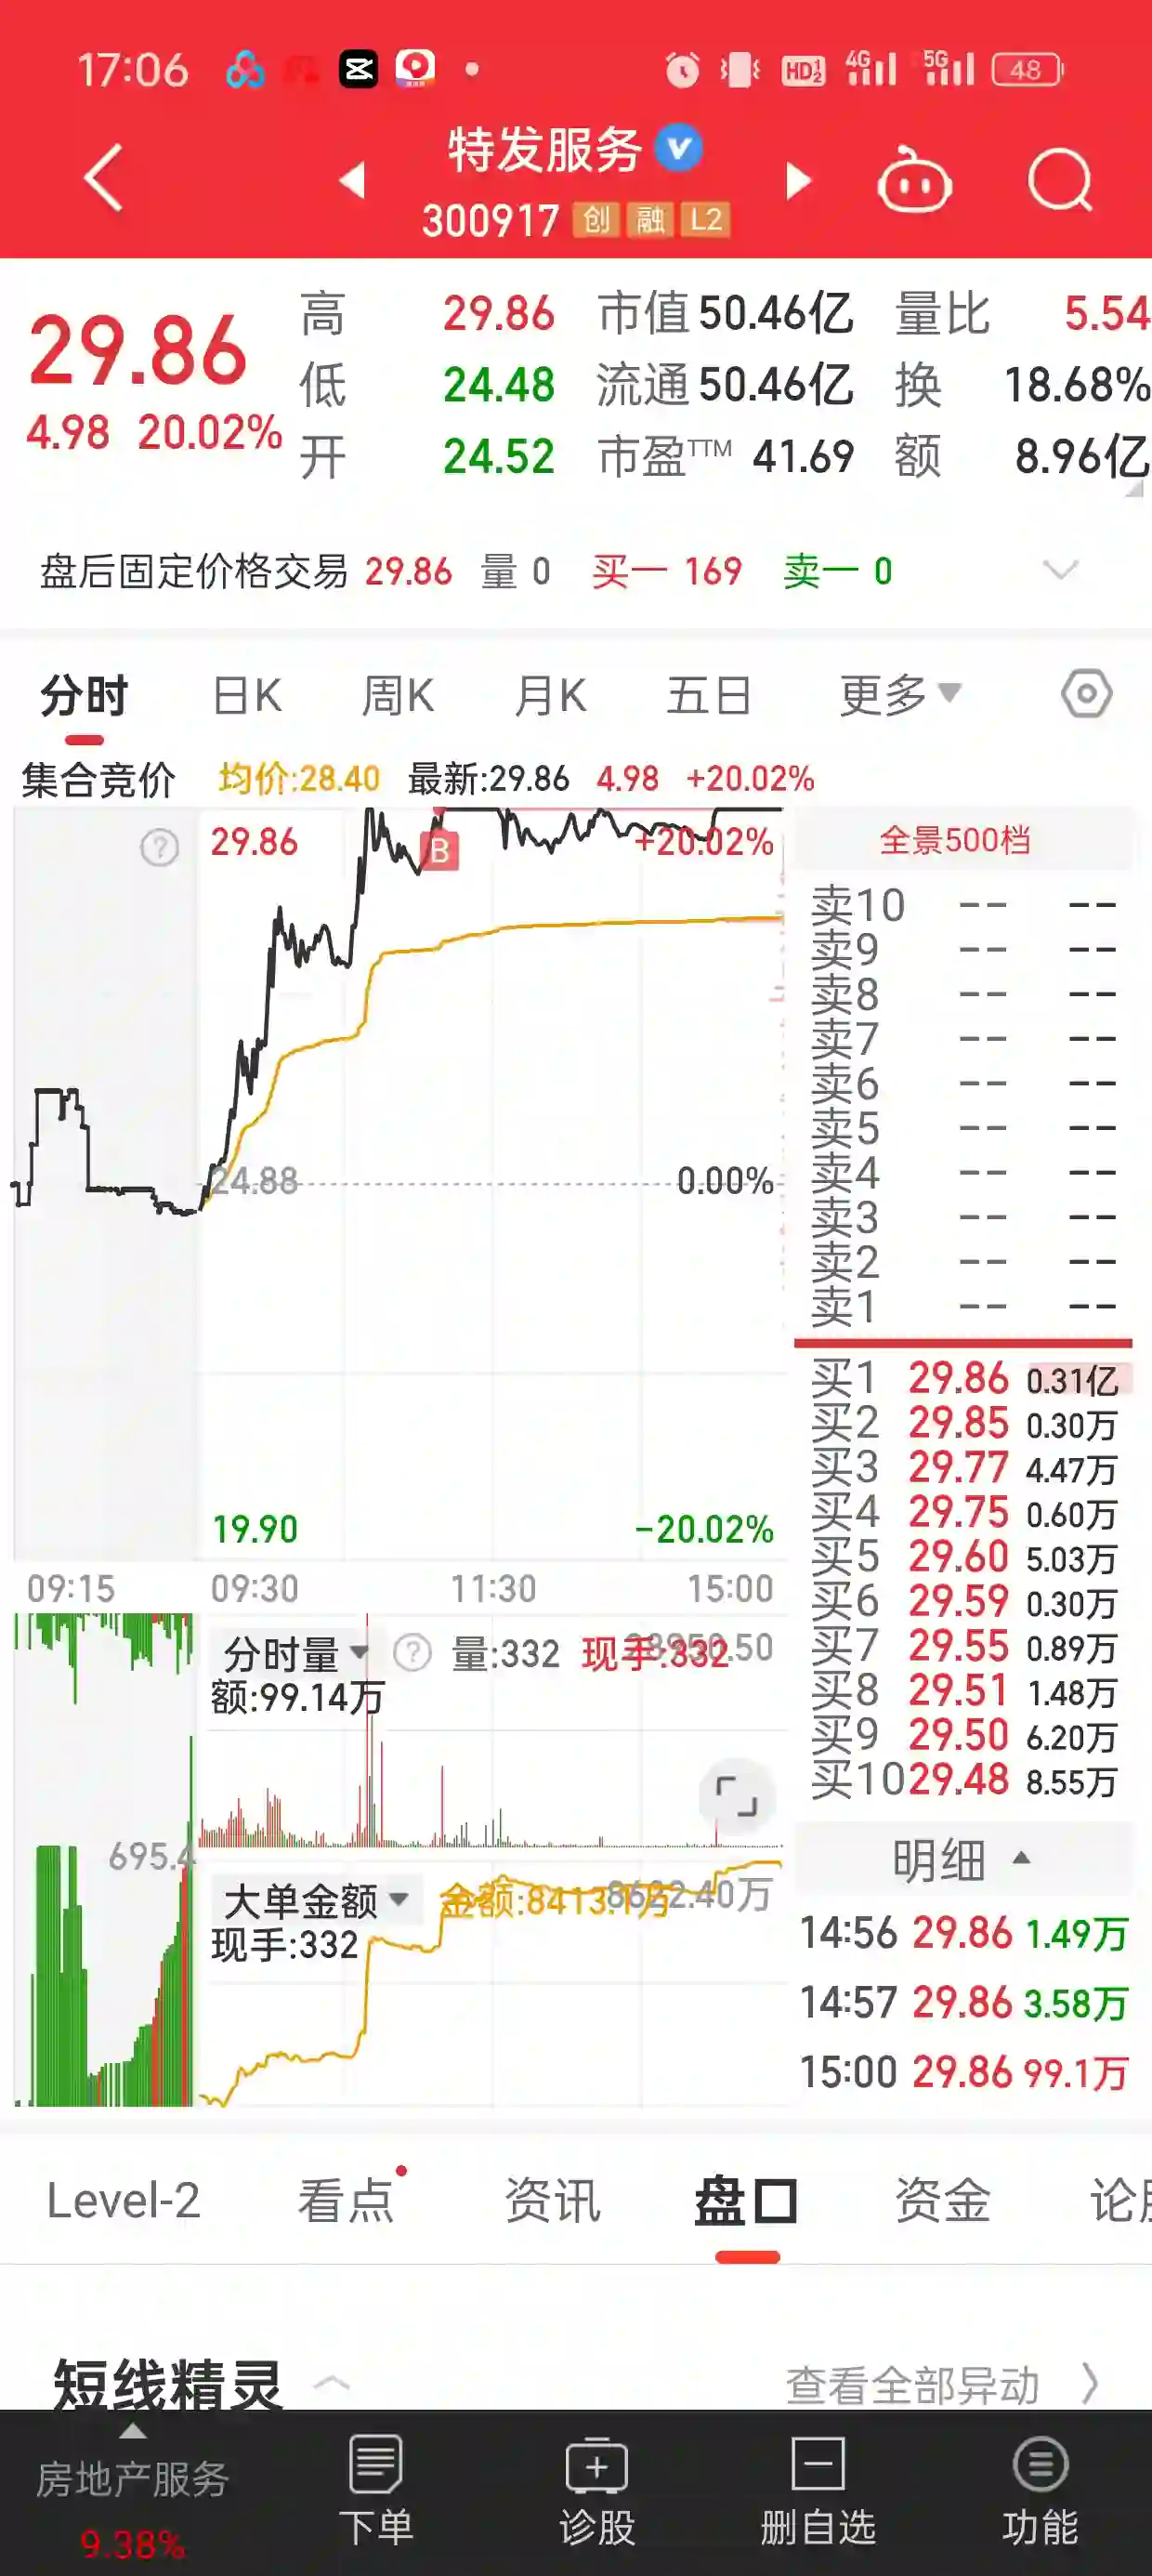 17:06 HD 1 2 4G 5G 48
特发服务
300917 创 融 L2
29.86
4.98 20.02%
高 29.86 市值 50.46亿 量比 5.54
低 24.48 流通 50.46亿 换 18.68%
开 24.52 市盈TTM 41.69 额 8.96亿
盘后固定价格交易 29.86 量 0 买一 169 卖一 0
分时 日K 周K 月K 五日 更多
集合竞价 均价:28.40 最新:29.86 4.98 +20.02%
29.86 B +20.02%
24.88 0.00%
19.90 -20.02%
09:15 09:30 11:30 15:00
分时量 ? 量:332 现手:332
额:99.14万
695.4
大单金额 金额:8413.1万
现手:332
全景500档
卖10 -- --
卖9 -- --
卖8 -- --
卖7 -- --
卖6 -- --
卖5 -- --
卖4 -- --
卖3 -- --
卖2 -- --
卖1 -- --
买1 29.86 0.31亿
买2 29.85 0.30万
买3 29.77 4.47万
买4 29.75 0.60万
买5 29.60 5.03万
买6 29.59 0.30万
买7 29.55 0.89万
买8 29.51 1.48万
买9 29.50 6.20万
买10 29.48 8.55万
明细
14:56 29.86 1.49万
14:57 29.86 3.58万
15:00 29.86 99.1万
Level-2 看点 资讯 盘口 资金 论
短线精灵 查看全部异动
房地产服务
9.38%
下单 诊股 删自选 功能